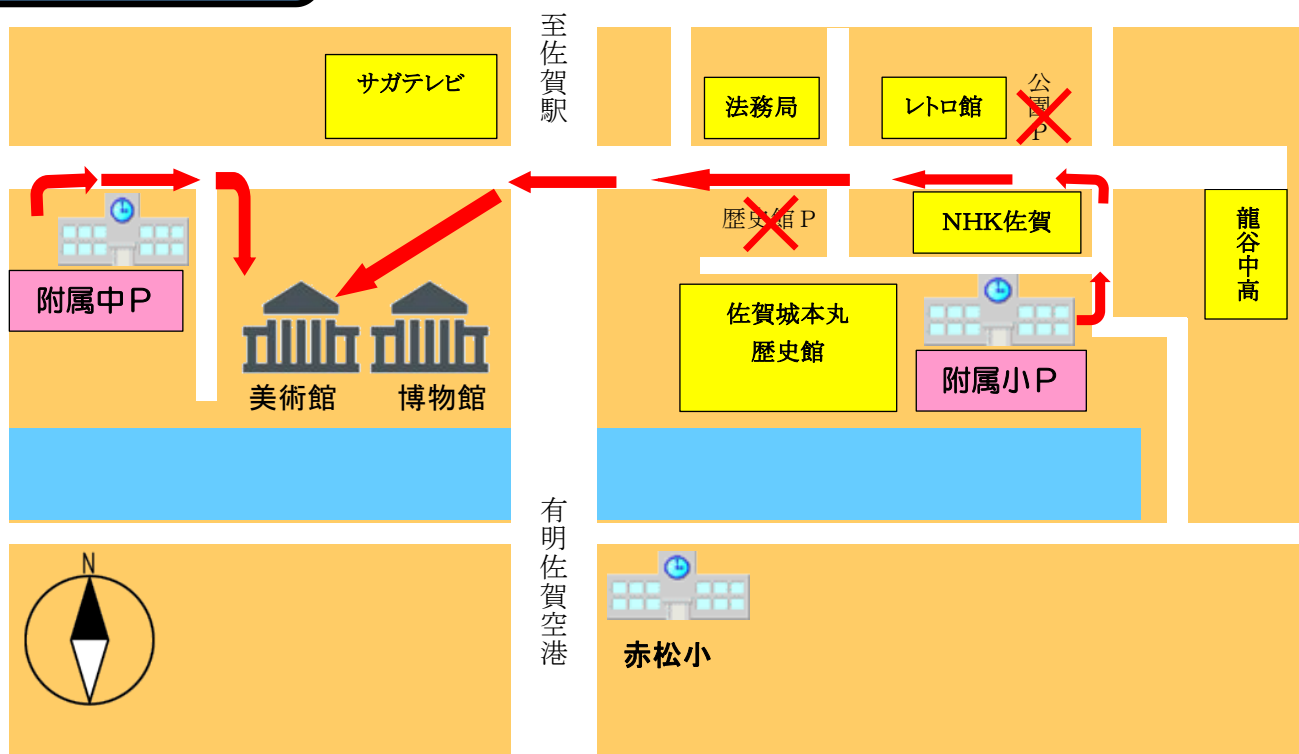 至佐賀駅
サガテレビ
法務局
レトロ館
公園P
歴史館P
NHK佐賀
龍谷中高
附属中P
美術館
博物館
佐賀城本丸
歴史館
附属小P
有明佐賀空港
N
赤松小